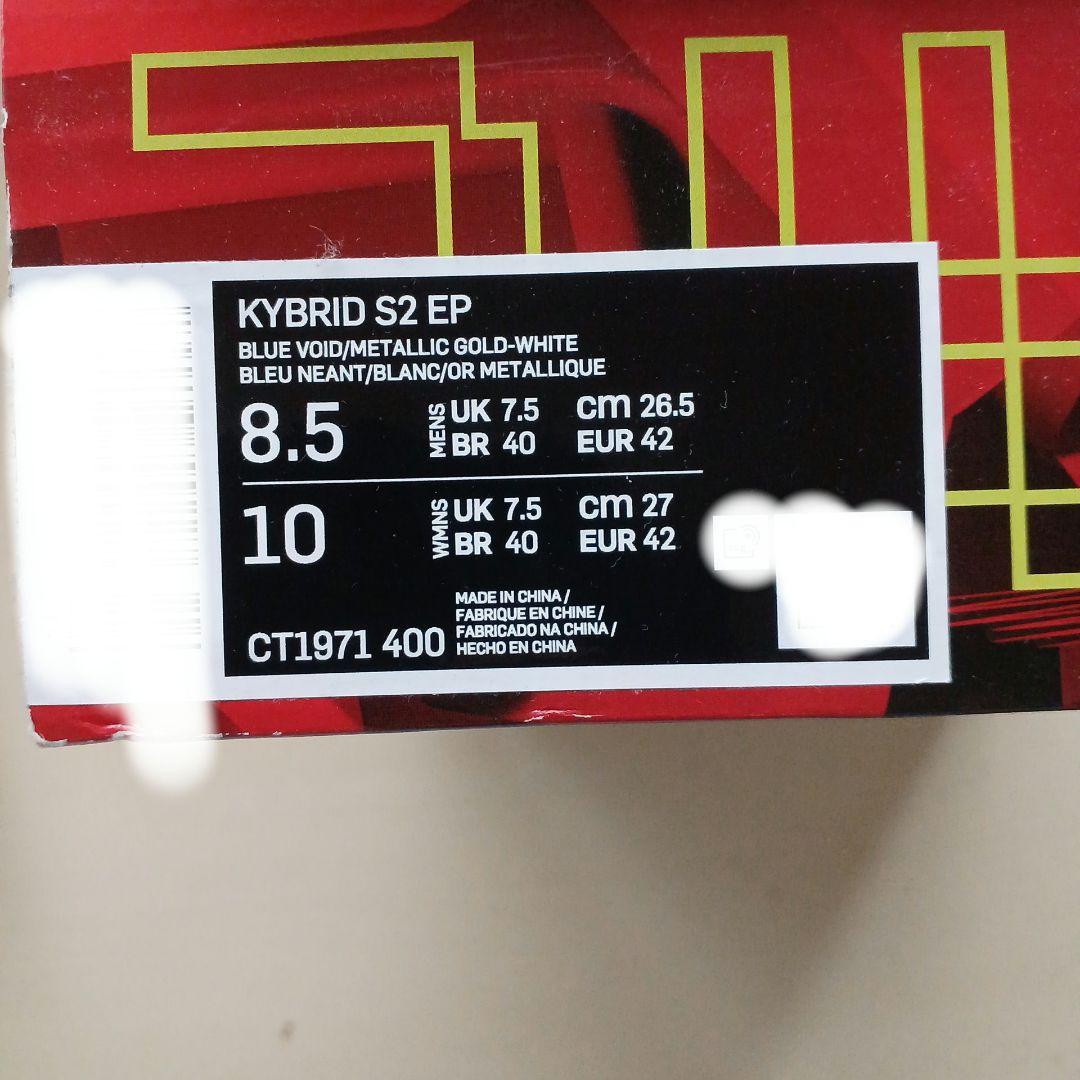 KYBRID S2 EP
BLUE VOID/METALLIC GOLD-WHITE
BLEU NEANT/BLANC/OR METALLIQUE
8.5 MENS UK 7.5 cm 26.5
BR 40 EUR 42
10 WMNS UK 7.5 cm 27
BR 40 EUR 42
MADE IN CHINA /
FABRIQUE EN CHINE /
FABRICADO NA CHINA /
HECHO EN CHINA
CT1971 400